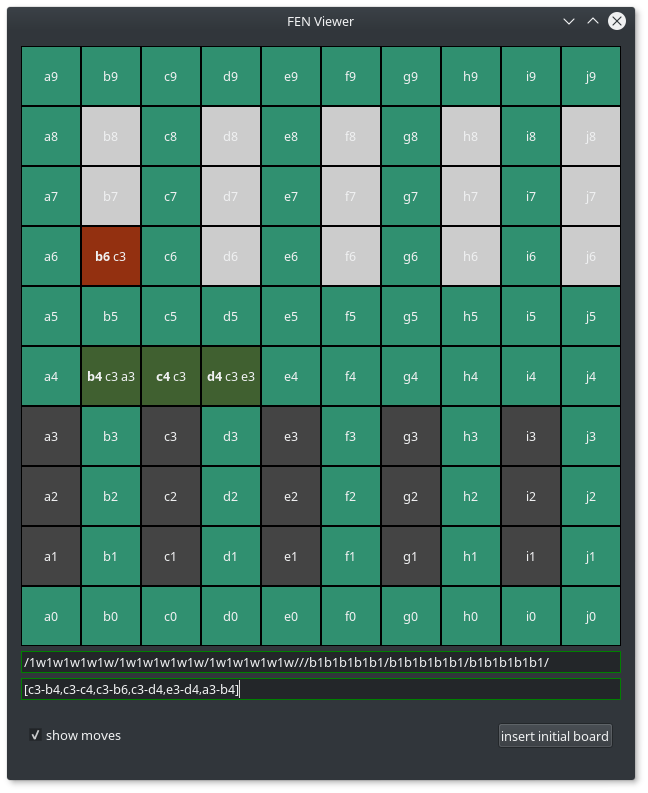 FEN Viewer
a9 b9 c9 d9 e9 f9 g9 h9 i9 j9
a8 b8 c8 d8 e8 f8 g8 h8 i8 j8
a7 b7 c7 d7 e7 f7 g7 h7 i7 j7
a6 b6 c3 c6 d6 e6 f6 g6 h6 i6 j6
a5 b5 c5 d5 e5 f5 g5 h5 i5 j5
a4 b4 c3 a3 c4 c3 d4 c3 e3 e4 f4 g4 h4 i4 j4
a3 b3 c3 d3 e3 f3 g3 h3 i3 j3
a2 b2 c2 d2 e2 f2 g2 h2 i2 j2
a1 b1 c1 d1 e1 f1 g1 h1 i1 j1
a0 b0 c0 d0 e0 f0 g0 h0 i0 j0
/1w1w1w1w1w/1w1w1w1w1w/1w1w1w1w1w///b1b1b1b1b1/b1b1b1b1b1/b1b1b1b1b1/
[c3-b4,c3-c4,c3-b6,c3-d4,e3-d4,a3-b4]
show moves
insert initial board